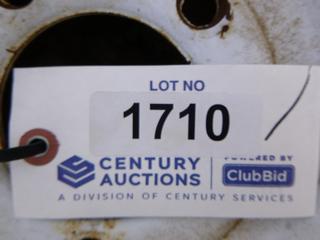 LOT NO
1710
CENTURY
AUCTIONS
POWERED BY
ClubBid
A DIVISION OF CENTURY SERVICES